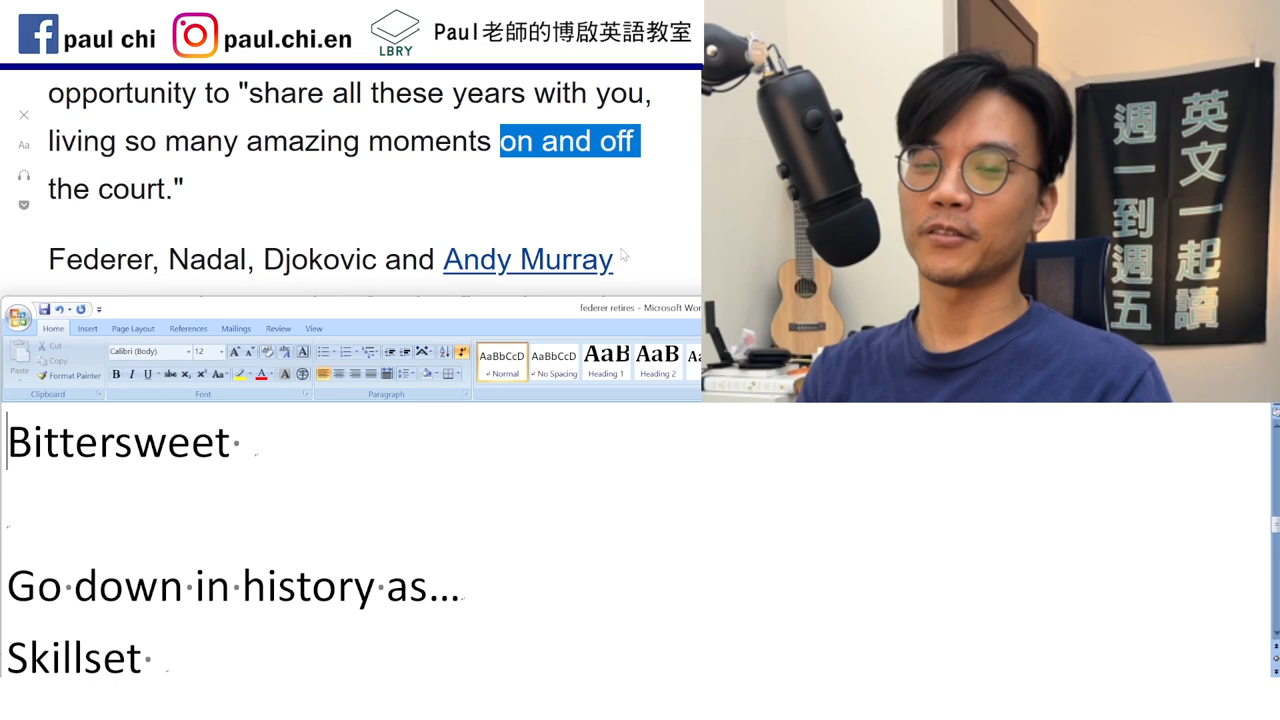 paul chi
paul.chi.en
LBRY
Paul老師的博啟英語教室
opportunity to "share all these years with you,
living so many amazing moments on and off
the court."
Federer, Nadal, Djokovic and Andy Murray
Aa
federer retires - Microsoft Wor
Home Insert Page Layout References Mailings Review View
Paste
Cut
Copy
Format Painter
Clipboard
Calibri (Body) 12
Font
Paragraph
AaBbCcD AaBbCcD AaB AaB Aa
Normal No Spacing Heading 1 Heading 2
Bittersweet
Go down in history as...
Skillset
英文一起讀
週一到週五